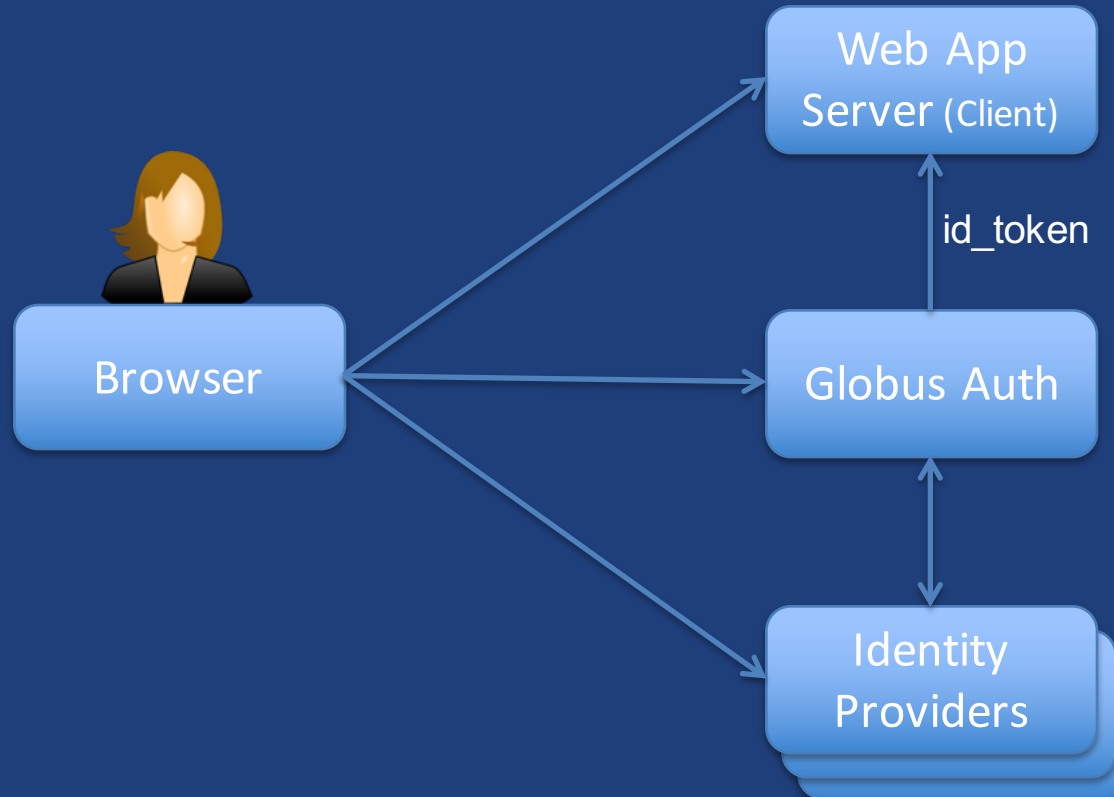 Web App
Server (Client)
id_token
Browser
Globus Auth
Identity
Providers